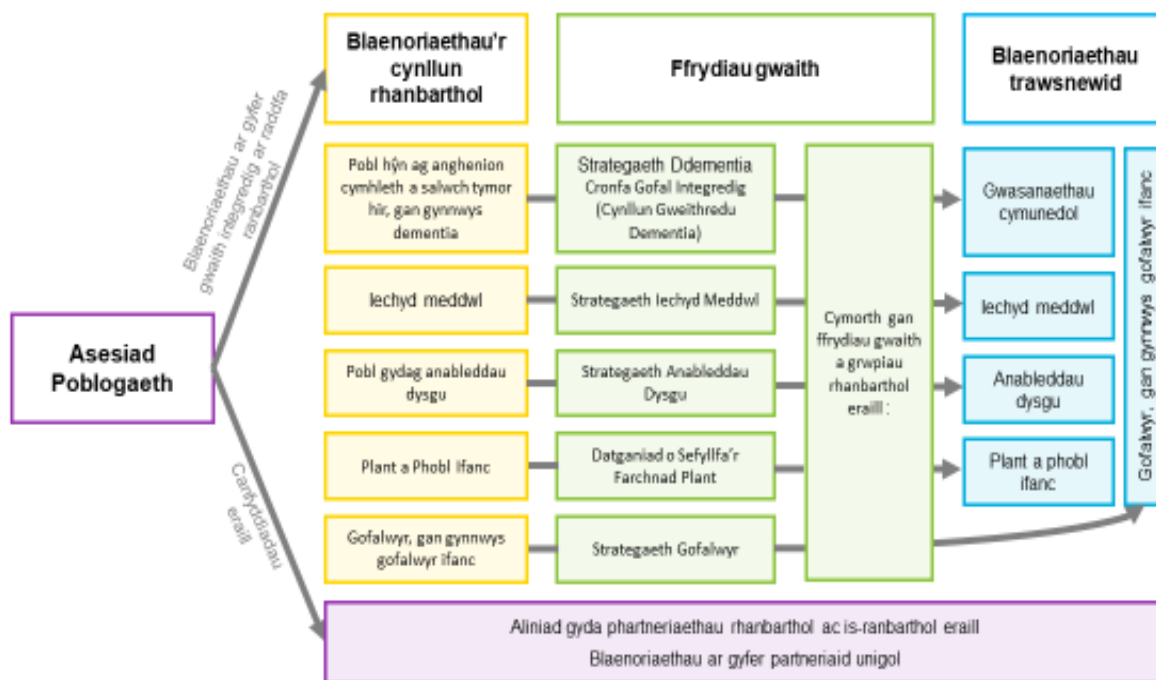 Blaenoriaethau'r
cynllun
rhanbarthol
Ffrydiau gwaith
Blaenoriaethau
trawsnewid
Blaenoriaethau ar gyfer
gwaith integredig ar raddfa
ranbarthol
Asesiad
Poblogaeth
Canfyddiadau
eraill
Pobl hŷn ag anghenion
cymhleth a salwch tymor
hir, gan gynnwys
dementia
Strategaeth Ddementia
Cronfa Gofal Integredig
(Cynllun Gweithredu
Dementia)
Gwasanaethau
cymunedol
Iechyd meddwl
Strategaeth Iechyd Meddwl
Iechyd meddwl
Pobl gydag anableddau
dysgu
Strategaeth Anableddau
Dysgu
Anableddau
dysgu
Plant a Phobl Ifanc
Datganiad o Sefyllfa'r
Farchnad Plant
Plant a phobl
ifanc
Gofalwyr, gan gynnwys
gofalwyr ifanc
Strategaeth Gofalwyr
Cymorth gan
ffrydiau gwaith
a grwpiau
rhanbarthol
eraill :
Gofalwyr, gan gynnwys gofalwyr ifanc
Aliniad gyda phartneriaethau rhanbarthol ac is-ranbarthol eraill
Blaenoriaethau ar gyfer partneriaid unigol